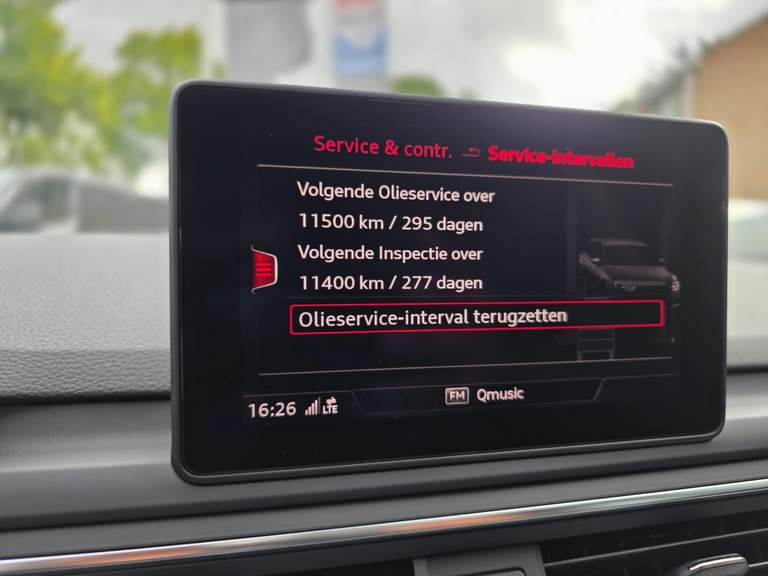 Service & contr. Service-intervallen
Volgende Olieservice over
11500 km / 295 dagen
Volgende Inspectie over
11400 km / 277 dagen
Olieservice-interval terugzetten
16:26 LTE FM Qmusic